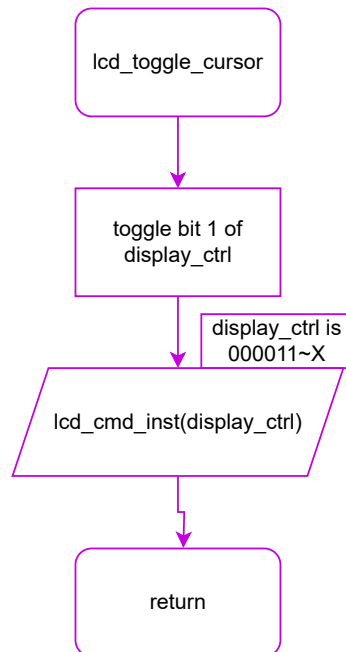 lcd_toggle_cursor
toggle bit 1 of
display_ctrl
display_ctrl is
000011~X
lcd_cmd_inst(display_ctrl)
return